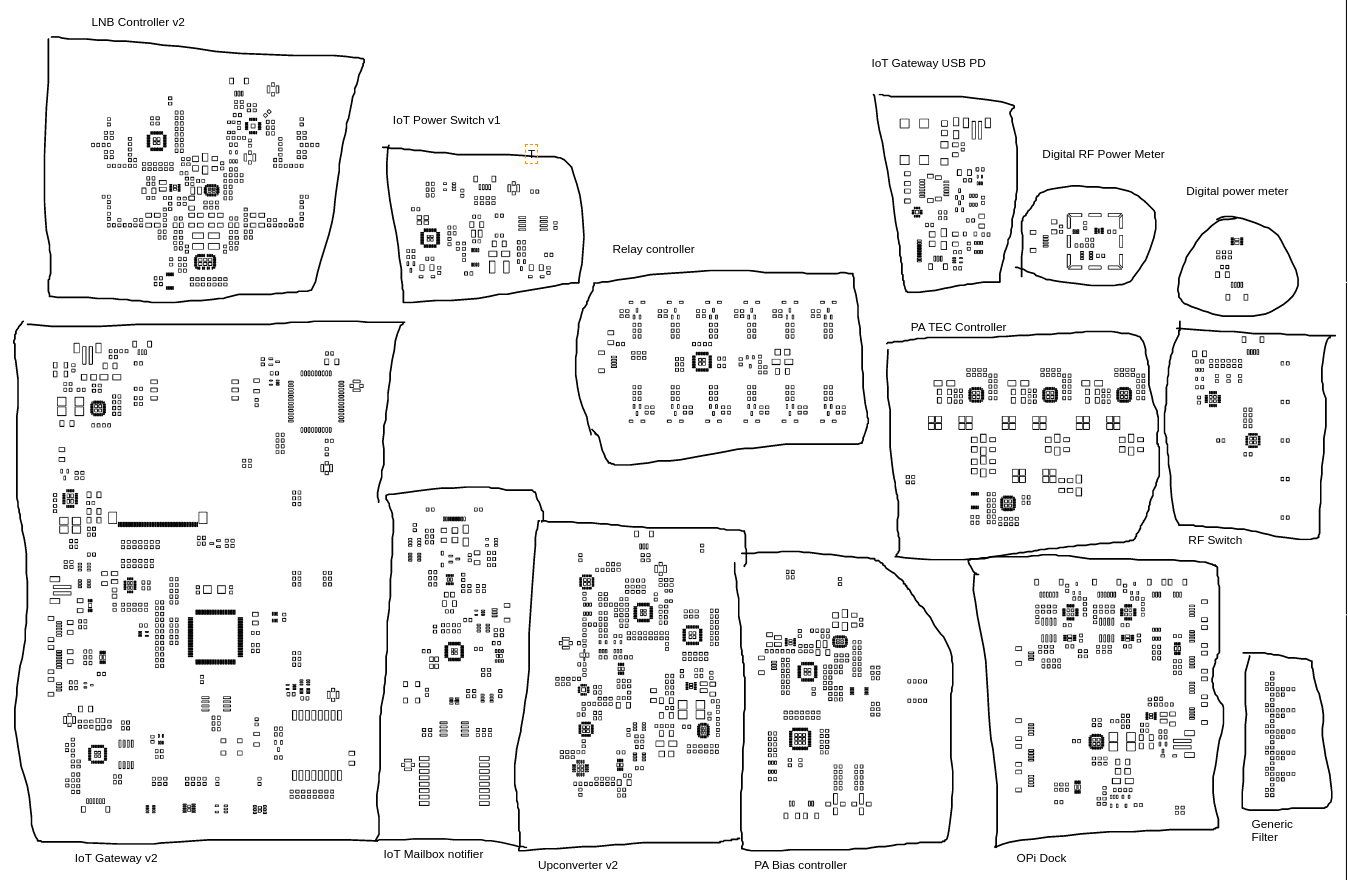 LNB Controller v2
IoT Gateway USB PD
IoT Power Switch v1
Digital RF Power Meter
Digital power meter
Relay controller
PA TEC Controller
RF Switch
Generic
Filter
IoT Gateway v2
IoT Mailbox notifier
Upconverter v2
PA Bias controller
OPi Dock